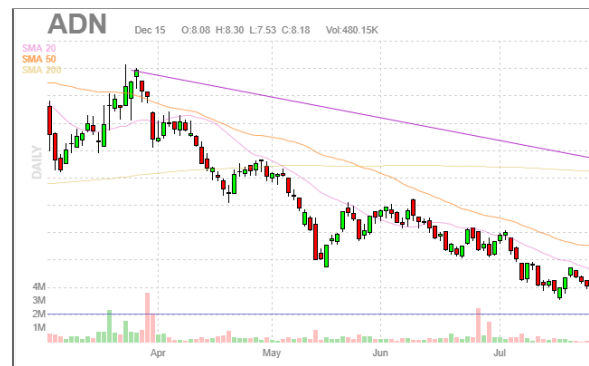 ADN Dec 15 O:8.08 H:8.30 L:7.53 C:8.18 Vol:480.15K
SMA 20
SMA 50
SMA 200
DAILY
4M
3M
2M
1M
Apr May Jun Jul